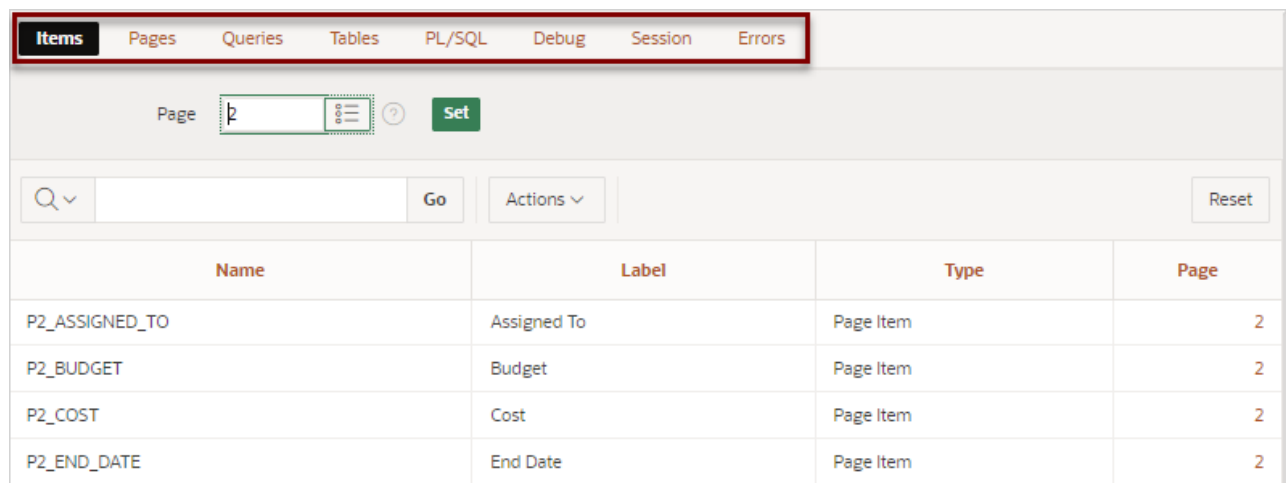 Items Pages Queries Tables PL/SQL Debug Session Errors
Page 2 ? Set
Go Actions Reset
Name Label Type Page
P2_ASSIGNED_TO Assigned To Page Item 2
P2_BUDGET Budget Page Item 2
P2_COST Cost Page Item 2
P2_END_DATE End Date Page Item 2